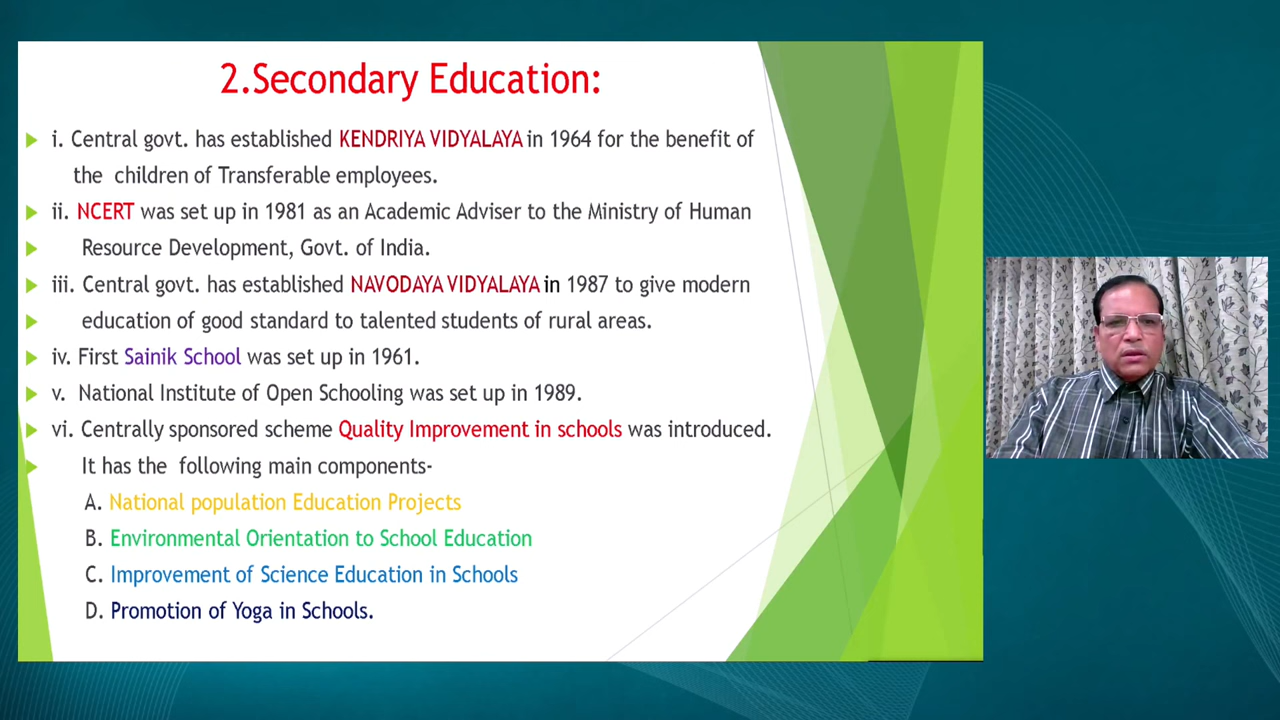 2.Secondary Education:
i. Central govt. has established KENDRIYA VIDYALAYA in 1964 for the benefit of
the children of Transferable employees.
ii. NCERT was set up in 1981 as an Academic Adviser to the Ministry of Human
Resource Development, Govt. of India.
iii. Central govt. has established NAVODAYA VIDYALAYA in 1987 to give modern
education of good standard to talented students of rural areas.
iv. First Sainik School was set up in 1961.
v. National Institute of Open Schooling was set up in 1989.
vi. Centrally sponsored scheme Quality Improvement in schools was introduced.
It has the following main components-
A. National population Education Projects
B. Environmental Orientation to School Education
C. Improvement of Science Education in Schools
D. Promotion of Yoga in Schools.